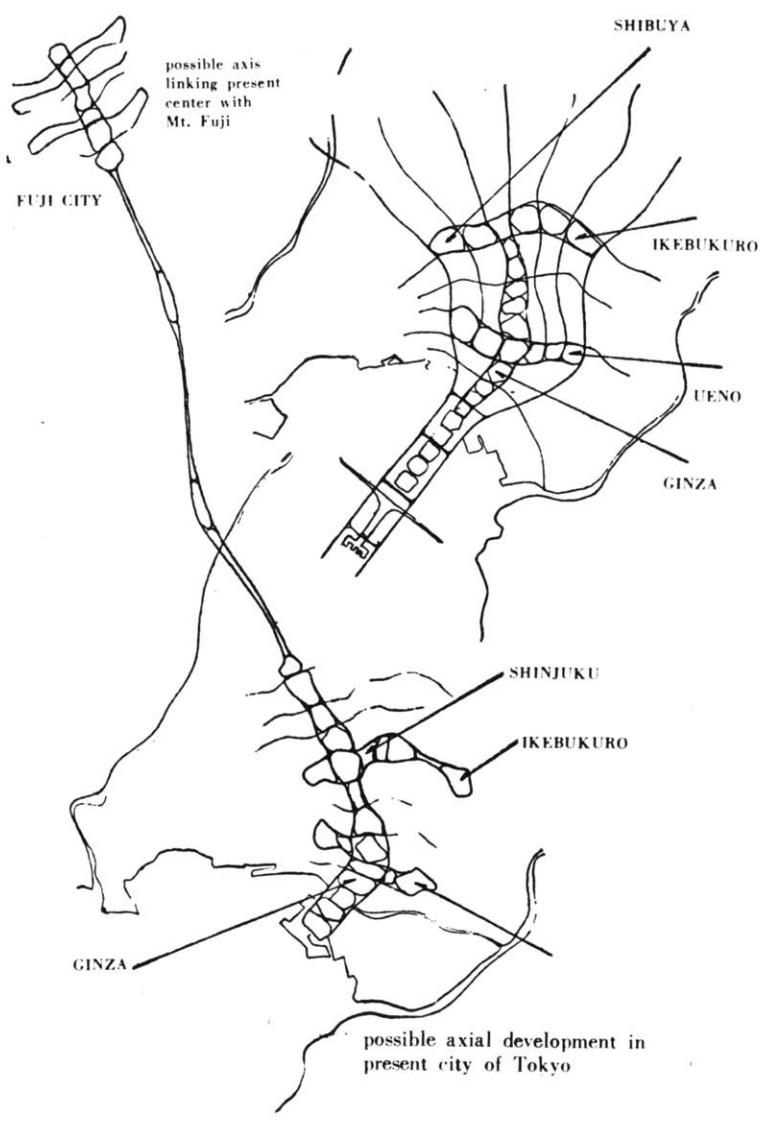 SHIBUYA
possible axis
linking present
center with
Mt. Fuji
FUJI CITY
IKEBUKURO
UENO
GINZA
SHINJUKU
IKEBUKURO
GINZA
possible axial development in
present city of Tokyo